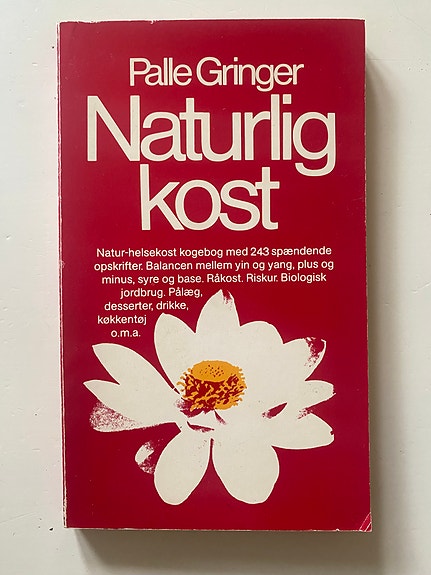 Palle Gringer
Naturlig
kost
Natur-helsekost kogebog med 243 spændende
opskrifter. Balancen mellem yin og yang, plus og
minus, syre og base. Råkost. Riskur. Biologisk
jordbrug. Pålæg,
desserter, drikke,
køkkentøj
o.m.a.